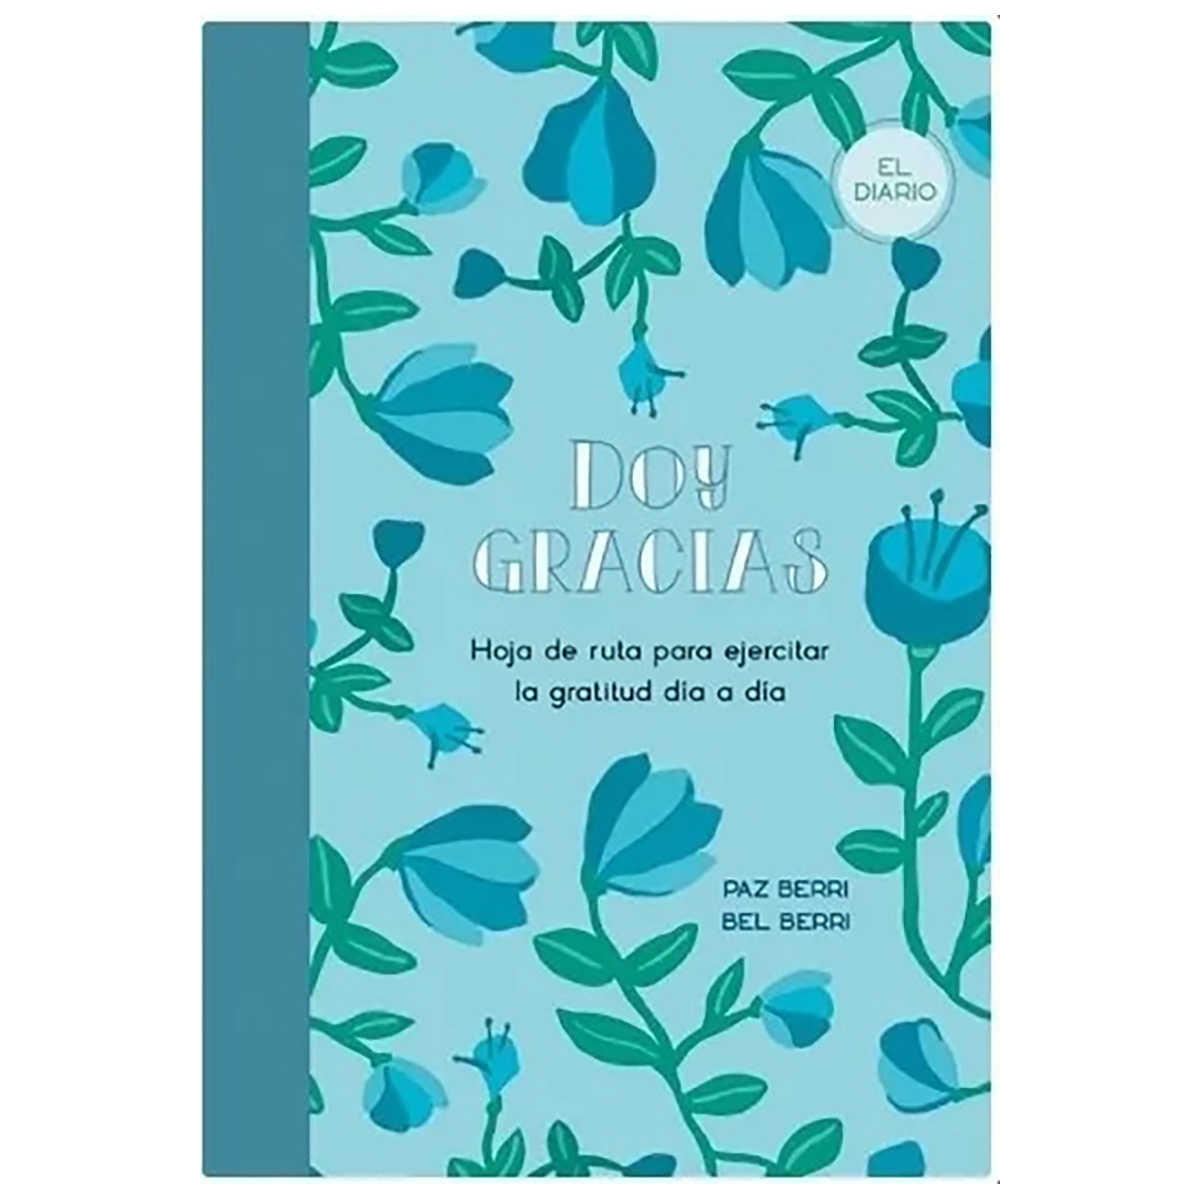 EL
DIARIO
DOY
GRACIAS
Hoja de ruta para ejercitar
la gratitud día a día
PAZ BERRI
BEL BERRI